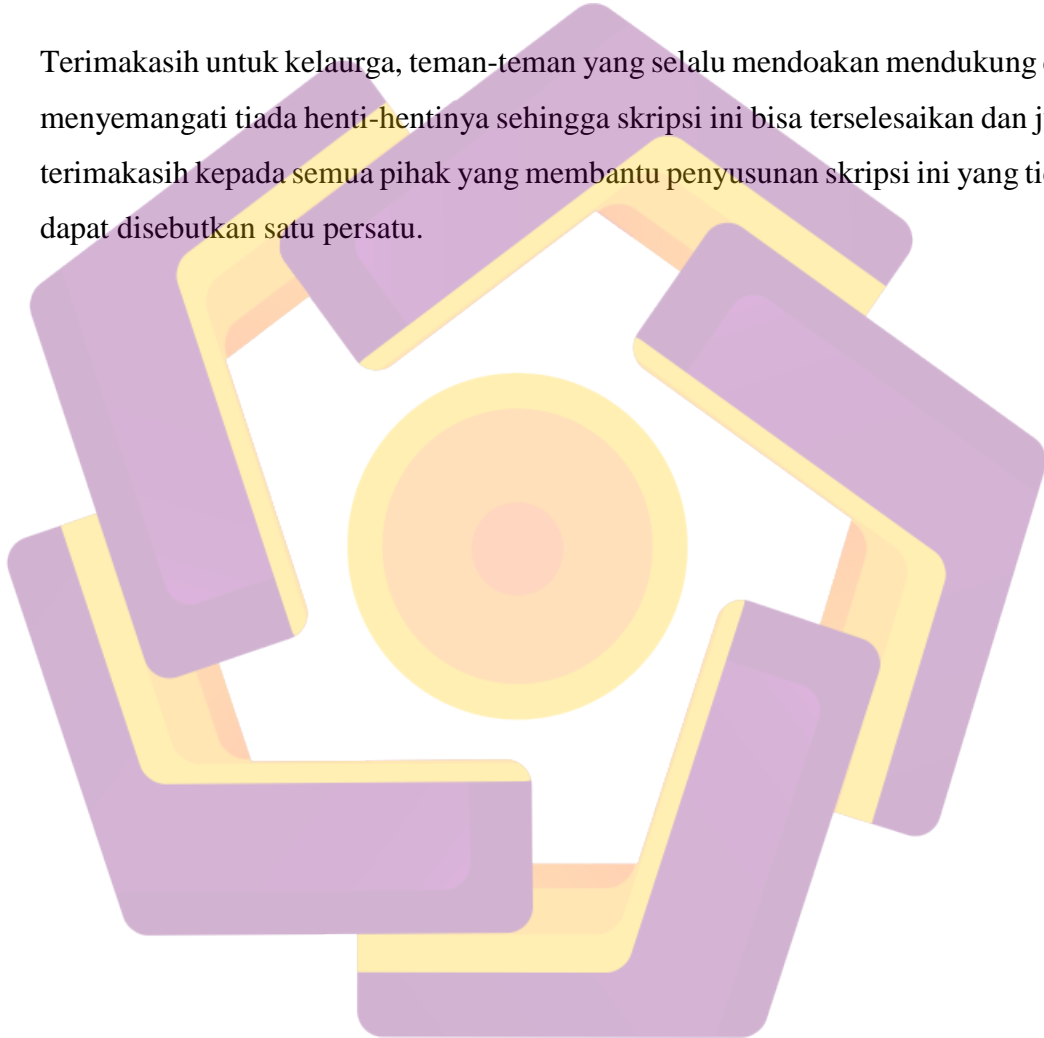 Terimakasih untuk kelaurga, teman-teman yang selalu mendoakan mendukung
menyemangati tiada henti-hentinya sehingga skripsi ini bisa terselesaikan dan
terimakasih kepada semua pihak yang membantu penyusunan skripsi ini yang
dapat disebutkan satu persatu.